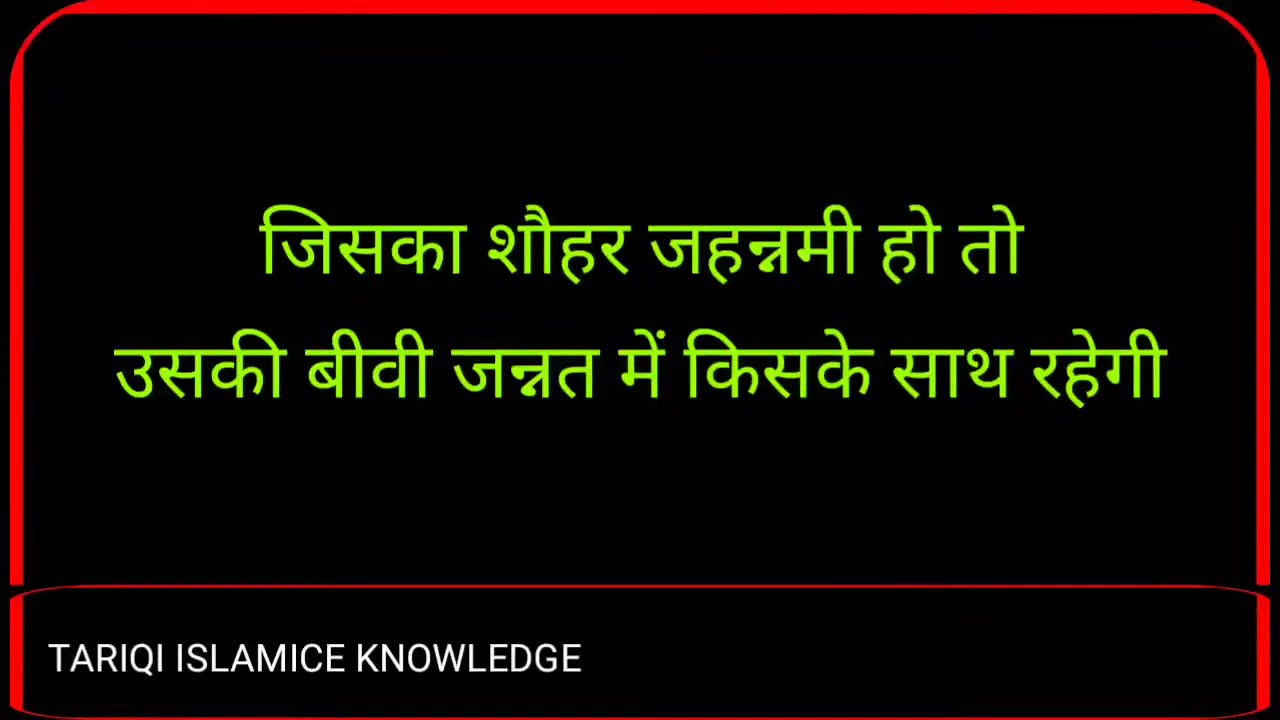 जिसका शौहर जहन्नमी हो तो
उसकी बीवी जन्नत में किसके साथ रहेगी
TARIQI ISLAMICE KNOWLEDGE